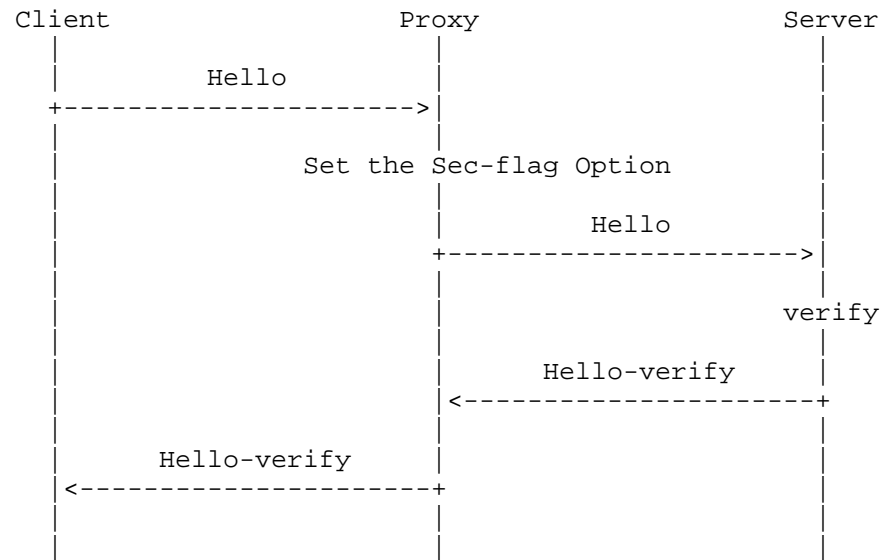 Client Proxy Server
Hello
Set the Sec-flag Option
Hello
verify
Hello-verify
Hello-verify